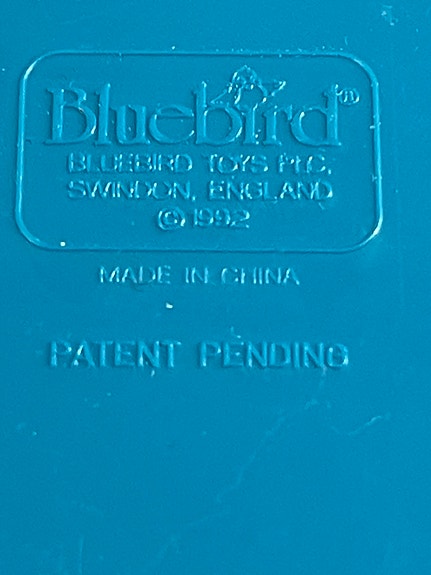 Bluebird®
BLUEBIRD TOYS PLC,
SWINDON, ENGLAND
© 1992
MADE IN CHINA
PATENT PENDING